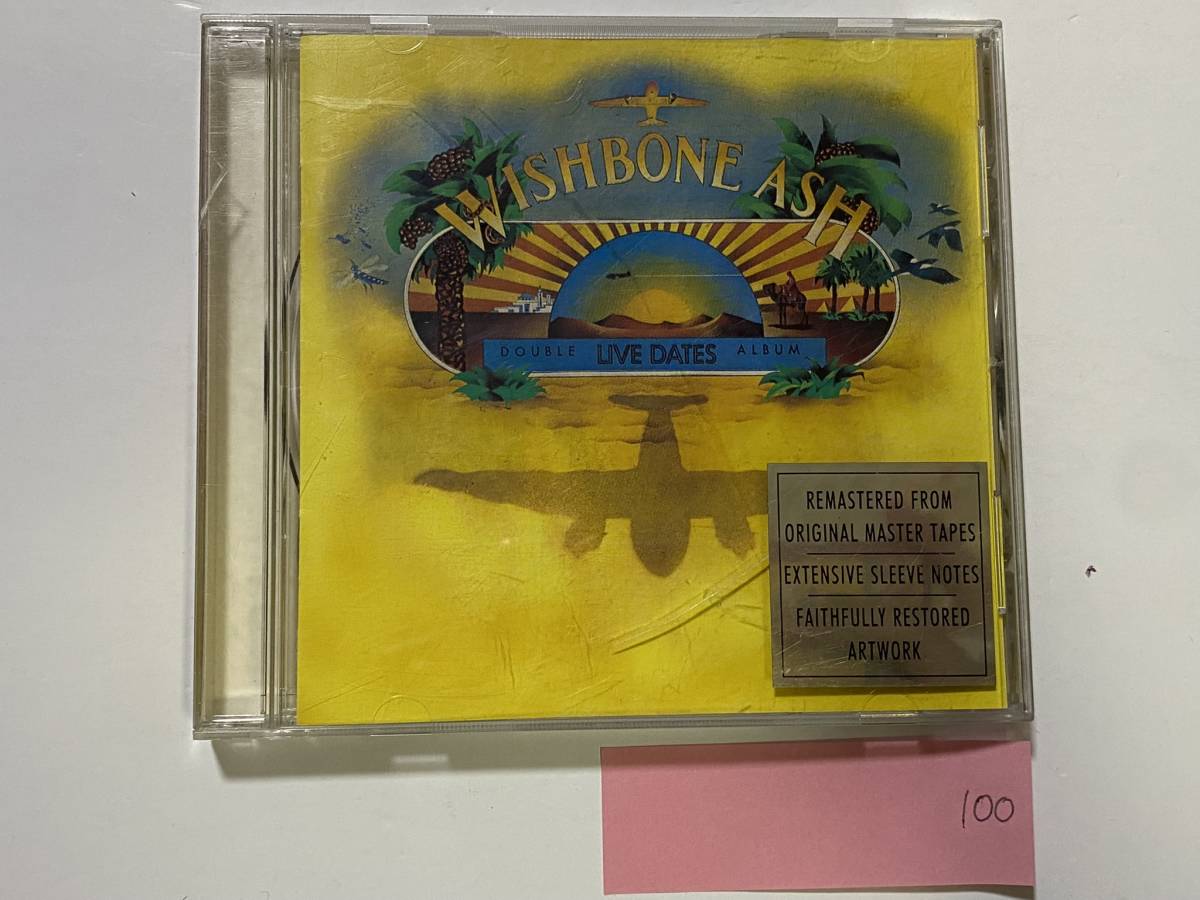 WISHBONE ASH
DOUBLE LIVE DATES ALBUM
REMASTERED FROM
ORIGINAL MASTER TAPES
EXTENSIVE SLEEVE NOTES
FAITHFULLY RESTORED
ARTWORK
100